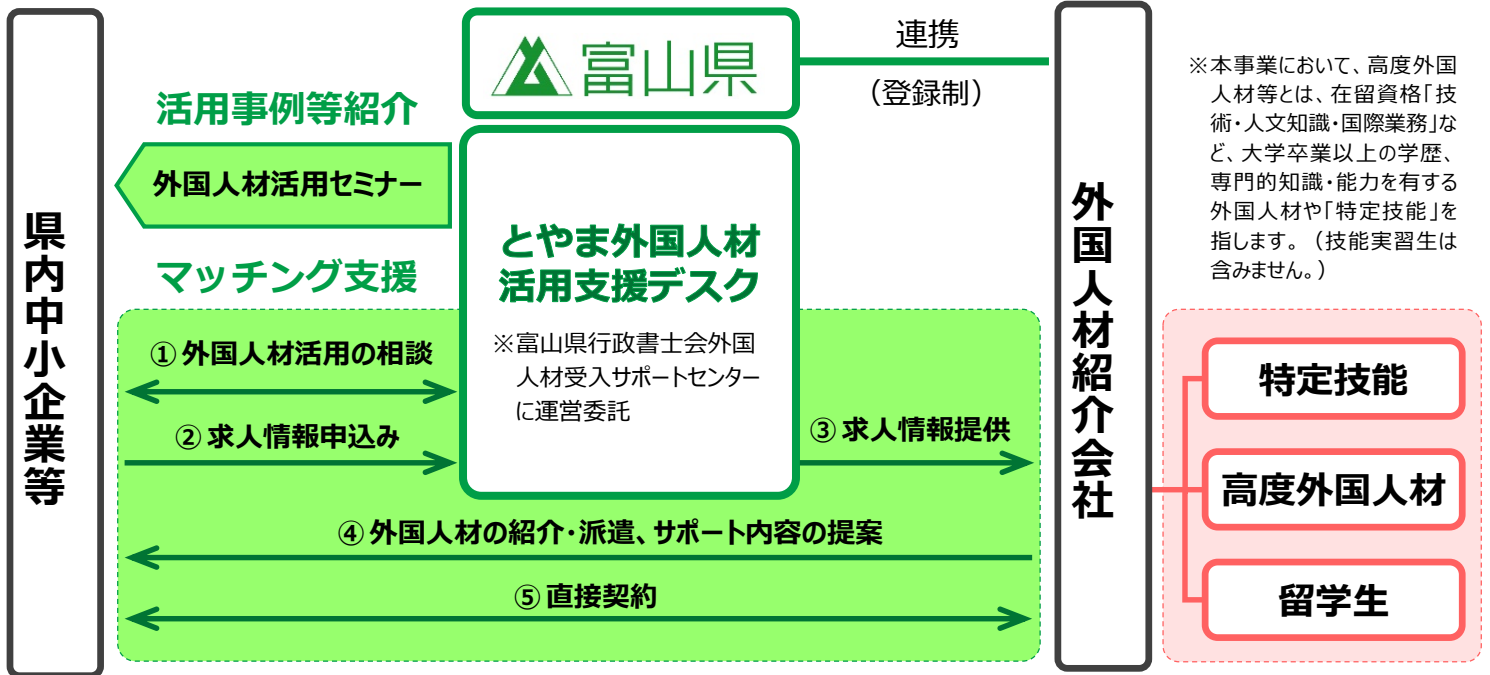 県内中小企業等
富山県
連携
（登録制）
活用事例等紹介
外国人材活用セミナー
マッチング支援
とやま外国人材
活用支援デスク
※富山県行政書士会外国
人材受入サポートセンター
に運営委託
① 外国人材活用の相談
② 求人情報申込み
③ 求人情報提供
④ 外国人材の紹介・派遣、サポート内容の提案
⑤ 直接契約
外国人材紹介会社
※本事業において、高度外国
人材等とは、在留資格「技
術・人文知識・国際業務」な
ど、大学卒業以上の学歴、
専門的知識・能力を有する
外国人材や「特定技能」を
指します。（技能実習生は
含みません。）
特定技能
高度外国人材
留学生